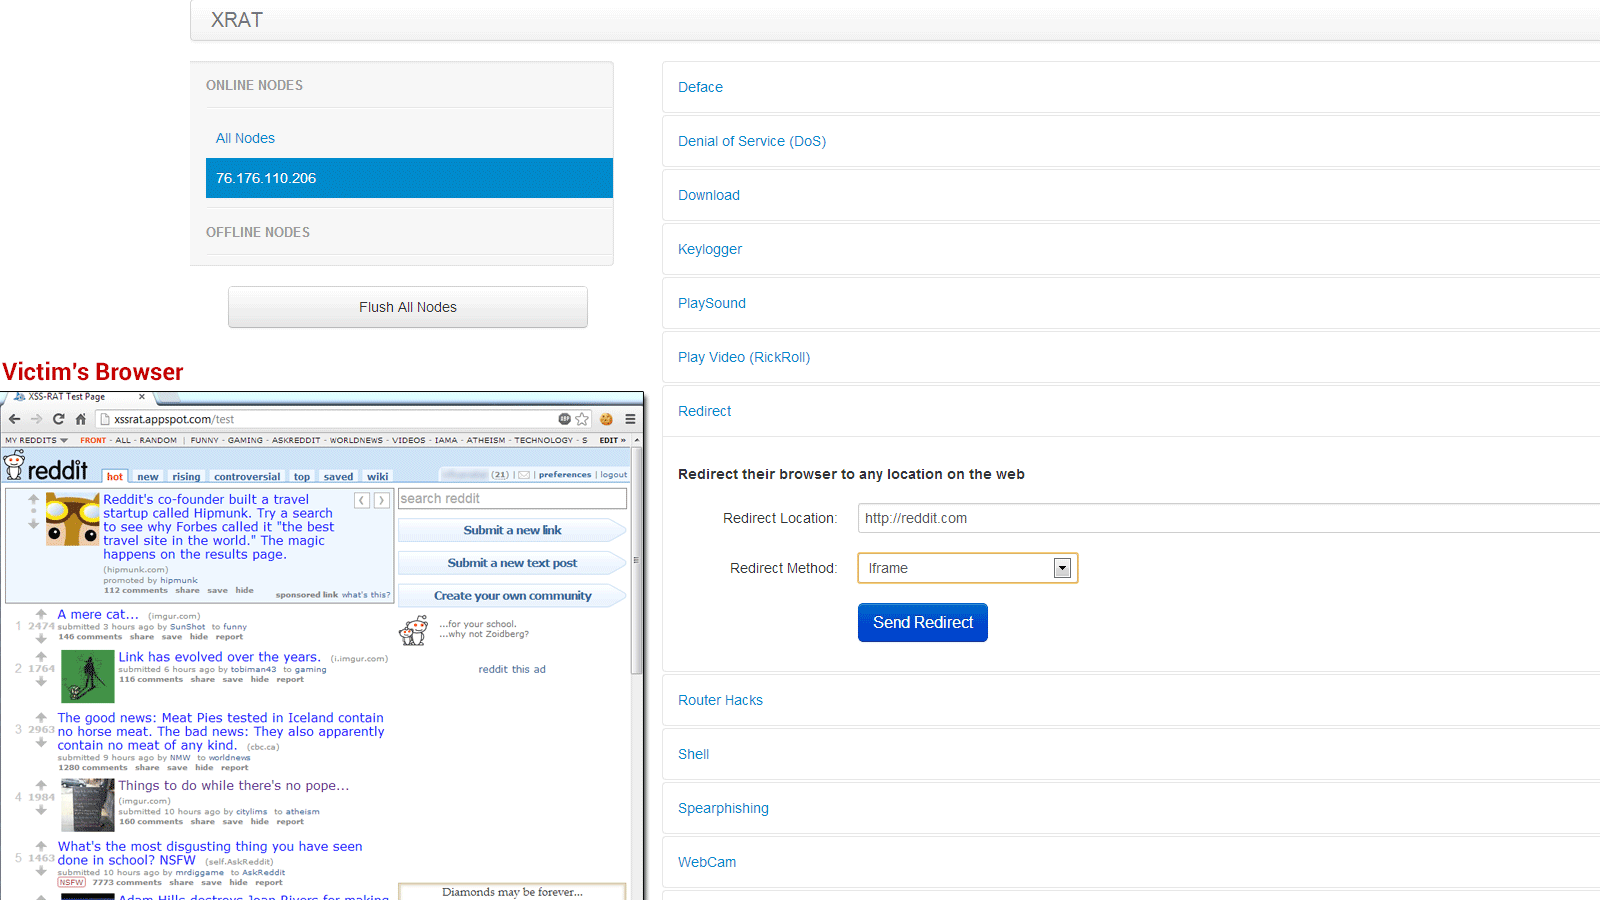 XRAT
ONLINE NODES
All Nodes
76.176.110.206
OFFLINE NODES
Flush All Nodes
Deface
Denial of Service (DoS)
Download
Keylogger
PlaySound
Play Video (RickRoll)
Redirect
Redirect their browser to any location on the web
Redirect Location:
http://reddit.com
Redirect Method:
Iframe
Send Redirect
Router Hacks
Shell
Spearphishing
WebCam
Victim's Browser
XSS-RAT Test Page
xssrat.appspot.com/test
MY REDDITS FRONT - ALL - RANDOM | FUNNY - GAMING - ASKREDDIT - WORLDNEWS - VIDEOS - IAMA - ATHEISM - TECHNOLOGY - S EDIT »
reddit hot new rising controversial top saved wiki
(21) | | preferences | logout
Reddit's co-founder built a travel
startup called Hipmunk. Try a search
to see why Forbes called it "the best
travel site in the world." The magic
happens on the results page.
(hipmunk.com)
promoted by hipmunk
112 comments share save hide
sponsored link what's this?
search reddit
Submit a new link
Submit a new text post
Create your own community
...for your school.
...why not Zoidberg?
reddit this ad
1 2474 A mere cat... (imgur.com)
submitted 3 hours ago by SunShot to funny
146 comments share save hide report
2 1764 Link has evolved over the years. (i.imgur.com)
submitted 6 hours ago by tobiman43 to gaming
116 comments share save hide report
3 2963 The good news: Meat Pies tested in Iceland contain
no horse meat. The bad news: They also apparently
contain no meat of any kind. (cbc.ca)
submitted 9 hours ago by NMW to worldnews
1280 comments share save hide report
4 1984 Things to do while there's no pope...
(imgur.com)
submitted 10 hours ago by citylims to atheism
160 comments share save hide report
5 1463 What's the most disgusting thing you have seen
done in school? NSFW (self.AskReddit)
submitted 10 hours ago by mrdiggame to AskReddit
NSFW 7773 comments share save hide report
Adam Hills destroys Joan Rivers for making
Diamonds may be forever...